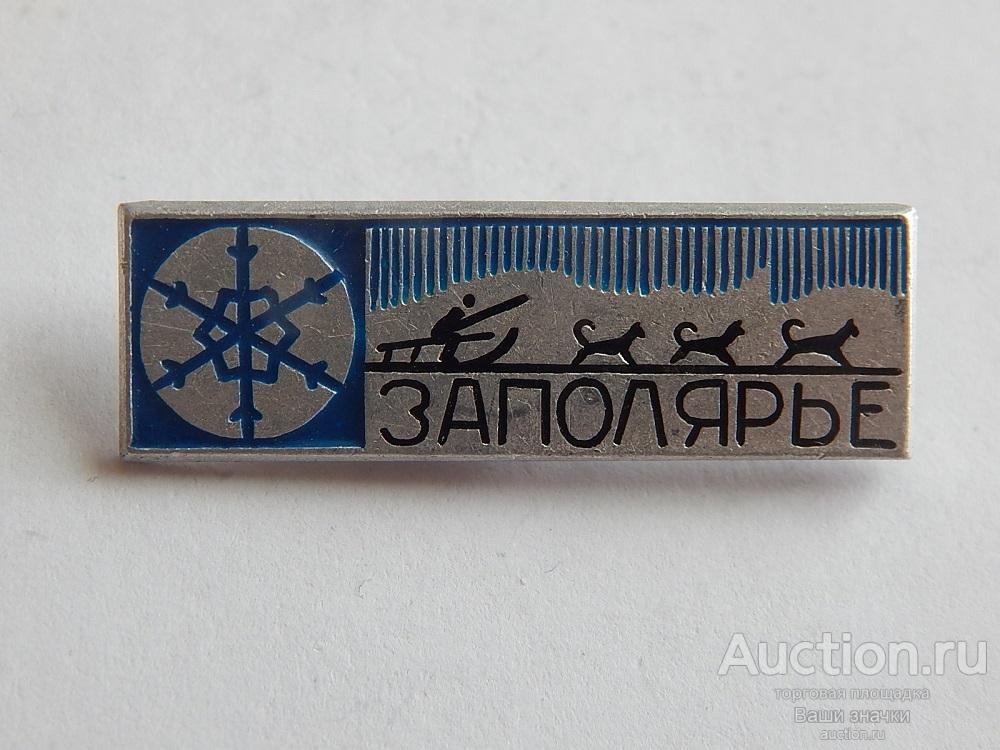 ЗАПОЛЯРЬЕ
Auction.ru
торговая площадка
Ваши значки
auction.ru